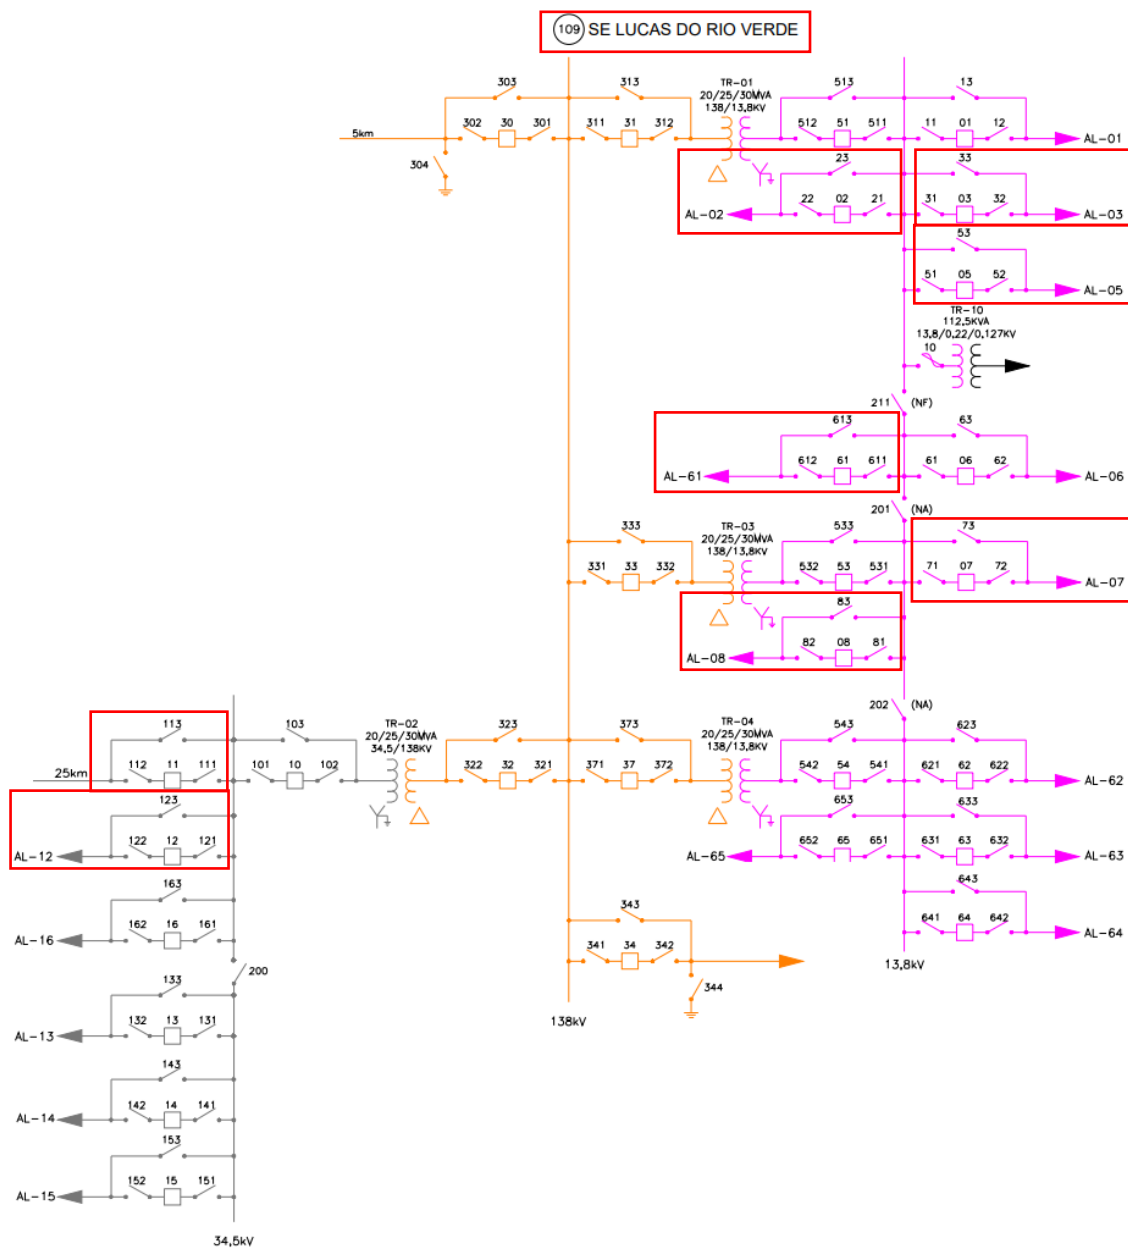 109 SE LUCAS DO RIO VERDE
303 313 TR-01 513 13
20/25/30MVA
138/13,8KV
5km 302 30 301 311 31 312 512 51 511 11 01 12 AL-01
304
23 33
AL-02 22 02 21 31 03 32 AL-03
53
51 05 52 AL-05
TR-10
112,5KVA
13,8/0,22/0,127KV
10
211 (NF)
613 63
AL-61 612 61 611 61 06 62 AL-06
201 (NA)
333 TR-03 533 73
20/25/30MVA
138/13,8KV
331 33 332 532 53 531 71 07 72 AL-07
83
AL-08 82 08 81
202 (NA)
113 103 TR-02 323 373 TR-04 543 623
20/25/30MVA 20/25/30MVA
34,5/138KV 138/13,8KV
25km 112 11 111 101 10 102 322 32 321 371 37 372 542 54 541 621 62 622 AL-62
123 653 633
AL-12 122 12 121 AL-65 652 65 651 631 63 632 AL-63
163 643
AL-16 162 16 161 343 641 64 642 AL-64
341 34 342 13,8kV
200
344
133
138kV
AL-13 132 13 131
143
AL-14 142 14 141
153
AL-15 152 15 151
34,5kV